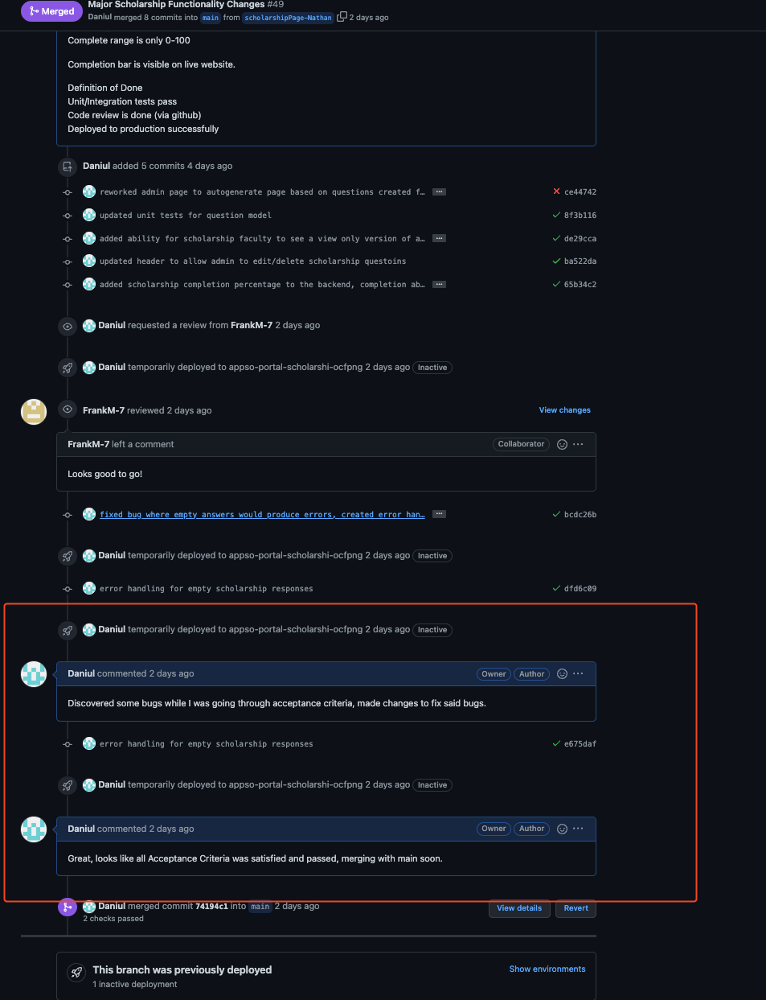 Merged
Major Scholarship Functionality Changes #49
Daniul merged 8 commits into main from scholarshipPage-Nathan 2 days ago
Complete range is only 0-100
Completion bar is visible on live website.
Definition of Done
Unit/Integration tests pass
Code review is done (via github)
Deployed to production successfully
Daniul added 5 commits 4 days ago
reworked admin page to autogenerate page based on questions created f… ce44742
updated unit tests for question model 8f3b116
added ability for scholarship faculty to see a view only version of a… de29cca
updated header to allow admin to edit/delete scholarship questoins ba522da
added scholarship completion percentage to the backend, completion ab… 65b34c2
Daniul requested a review from FrankM-7 2 days ago
Daniul temporarily deployed to appso-portal-scholarshi-ocfpng 2 days ago Inactive
FrankM-7 reviewed 2 days ago View changes
FrankM-7 left a comment Collaborator
Looks good to go!
fixed bug where empty answers would produce errors, created error han… bcdc26b
Daniul temporarily deployed to appso-portal-scholarshi-ocfpng 2 days ago Inactive
error handling for empty scholarship responses dfd6c09
Daniul temporarily deployed to appso-portal-scholarshi-ocfpng 2 days ago Inactive
Daniul commented 2 days ago Owner Author
Discovered some bugs while I was going through acceptance criteria, made changes to fix said bugs.
error handling for empty scholarship responses e675daf
Daniul temporarily deployed to appso-portal-scholarshi-ocfpng 2 days ago Inactive
Daniul commented 2 days ago Owner Author
Great, looks like all Acceptance Criteria was satisfied and passed, merging with main soon.
Daniul merged commit 74194c1 into main 2 days ago View details Revert
2 checks passed
This branch was previously deployed Show environments
1 inactive deployment